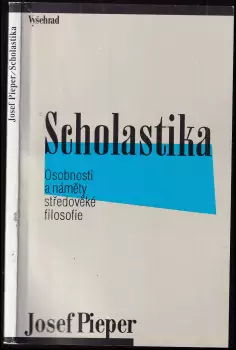 Josef Pieper/Scholastika
Vyšehrad
Scholastika
Osobnosti
a náměty
středověké
filosofie
Josef Pieper